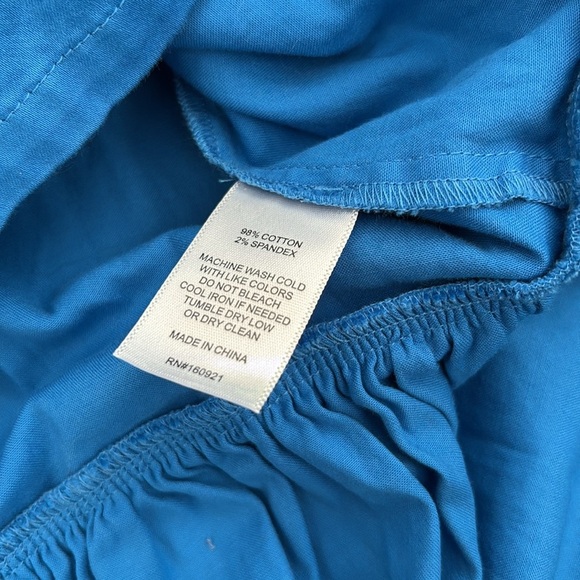 98% COTTON
2% SPANDEX
MACHINE WASH COLD
WITH LIKE COLORS
DO NOT BLEACH
COOL IRON IF NEEDED
TUMBLE DRY LOW
OR DRY CLEAN
MADE IN CHINA
RN#160921